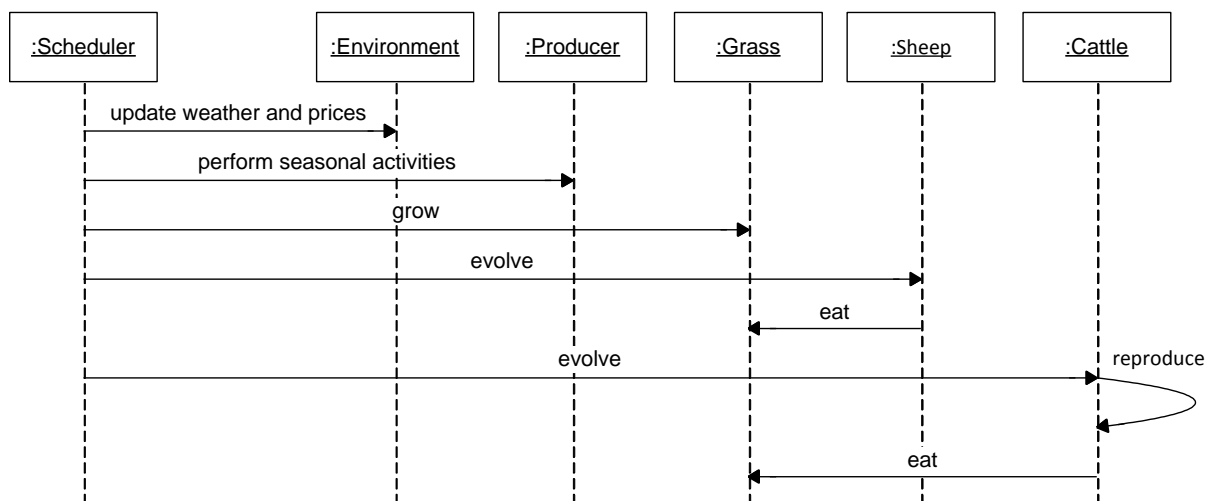 :Scheduler
:Environment
:Producer
:Grass
:Sheep
:Cattle
update weather and prices
perform seasonal activities
grow
evolve
eat
evolve
reproduce
eat